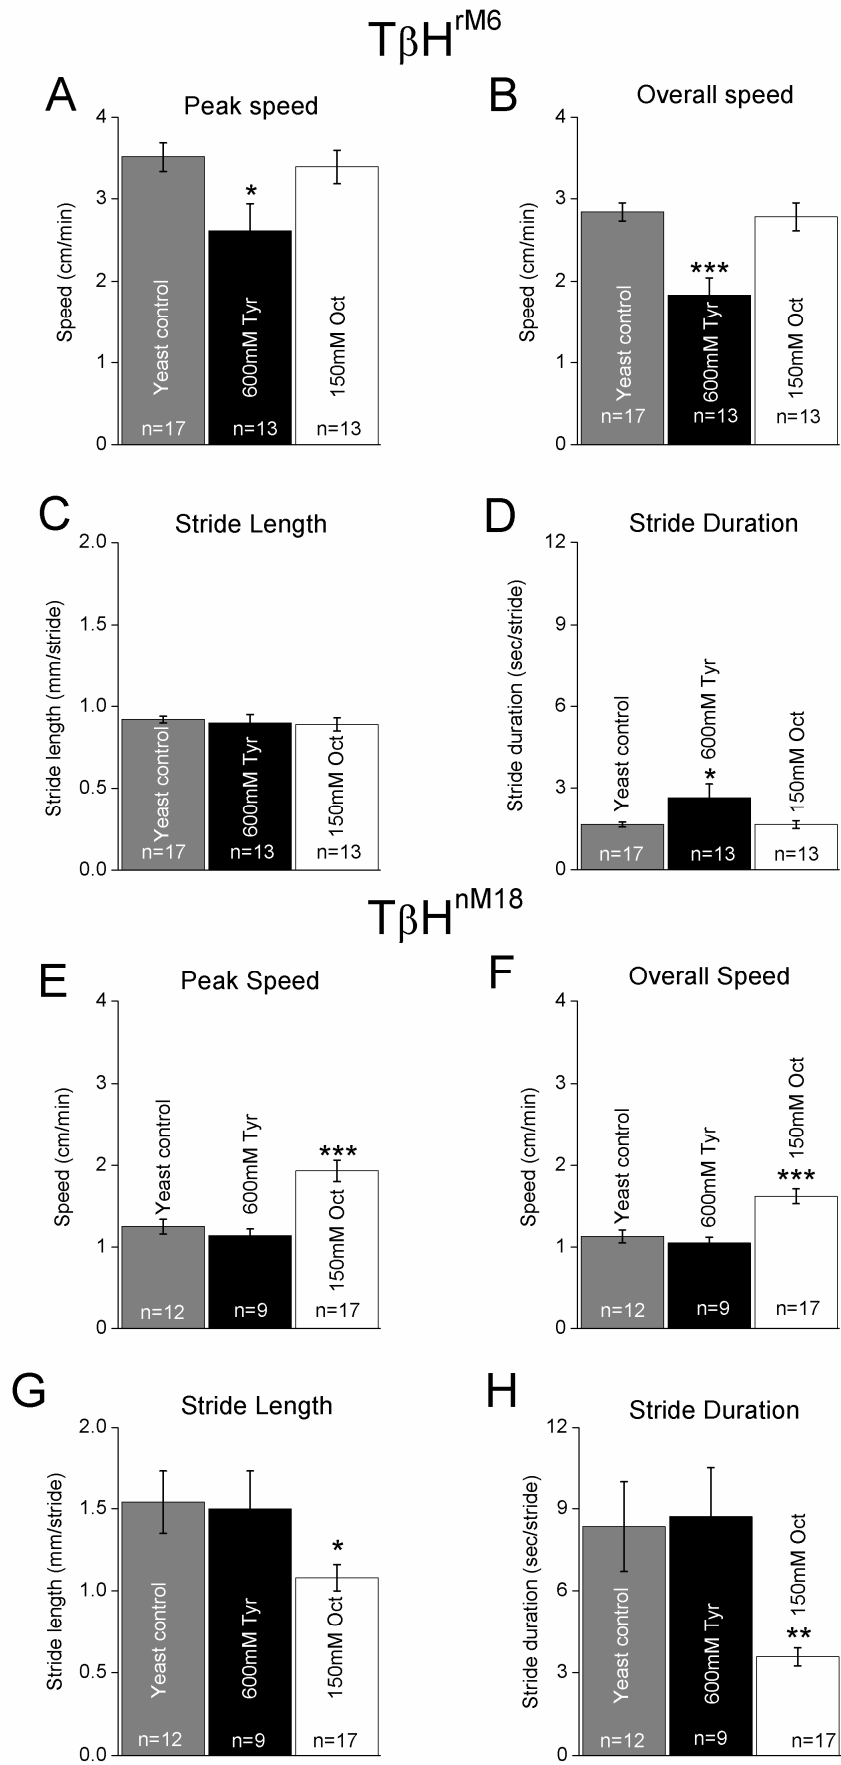 TβH^rM6
A
Peak speed
Speed (cm/min)
4
3
2
1
0
Yeast control
n=17
*
600mM Tyr
n=13
150mM Oct
n=13
B
Overall speed
Speed (cm/min)
4
3
2
1
0
Yeast control
n=17
***
600mM Tyr
n=13
150mM Oct
n=13
C
Stride Length
Stride length (mm/stride)
2.0
1.5
1.0
0.5
0.0
Yeast control
n=17
600mM Tyr
n=13
150mM Oct
n=13
D
Stride Duration
Stride duration (sec/stride)
12
9
6
3
0
Yeast control
n=17
600mM Tyr
*
n=13
150mM Oct
n=13
TβH^nM18
E
Peak Speed
Speed (cm/min)
4
3
2
1
0
Yeast control
n=12
600mM Tyr
n=9
***
150mM Oct
n=17
F
Overall Speed
Speed (cm/min)
4
3
2
1
0
Yeast control
n=12
600mM Tyr
n=9
150mM Oct
***
n=17
G
Stride Length
Stride length (mm/stride)
2.0
1.5
1.0
0.5
0.0
Yeast control
n=12
600mM Tyr
n=9
*
150mM Oct
n=17
H
Stride Duration
Stride duration (sec/stride)
12
9
6
3
0
Yeast control
n=12
600mM Tyr
n=9
150mM Oct
**
n=17